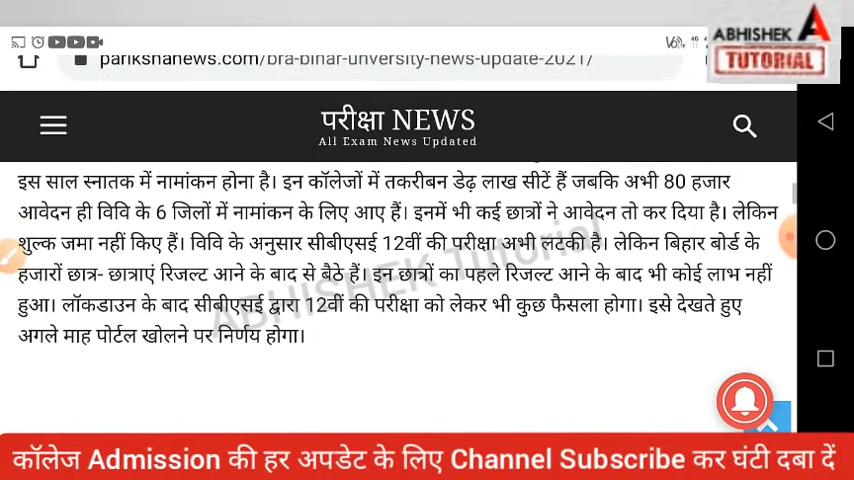 ABHISHEK A
TUTORIAL
parikshanews.com/bra-bihar-unversity-news-update-2021/
परीक्षा NEWS
All Exam News Updated
इस साल स्नातक में नामांकन होना है। इन कॉलेजों में तकरीबन डेढ़ लाख सीटें हैं जबकि अभी 80 हजार
आवेदन ही विवि के 6 जिलों में नामांकन के लिए आए हैं। इनमें भी कई छात्रों ने आवेदन तो कर दिया है। लेकिन
शुल्क जमा नहीं किए हैं। विवि के अनुसार सीबीएसई 12वीं की परीक्षा अभी लटकी है। लेकिन बिहार बोर्ड के
हजारों छात्र- छात्राएं रिजल्ट आने के बाद से बैठे हैं। इन छात्रों का पहले रिजल्ट आने के बाद भी कोई लाभ नहीं
हुआ। लॉकडाउन के बाद सीबीएसई द्वारा 12वीं की परीक्षा को लेकर भी कुछ फैसला होगा। इसे देखते हुए
अगले माह पोर्टल खोलने पर निर्णय होगा।
ABHISHEK Tutorial
कॉलेज Admission की हर अपडेट के लिए Channel Subscribe कर घंटी दबा दें